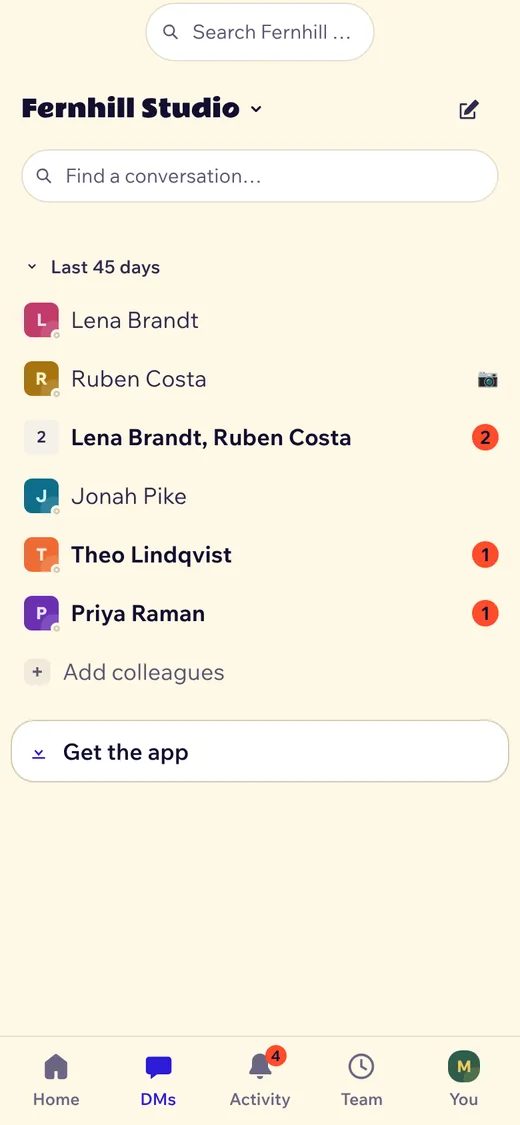 Search Fernhill …
Fernhill Studio
Find a conversation…
Last 45 days
L Lena Brandt
R Ruben Costa
2 Lena Brandt, Ruben Costa 2
J Jonah Pike
T Theo Lindqvist 1
P Priya Raman 1
+ Add colleagues
Get the app
4
M
Home DMs Activity Team You